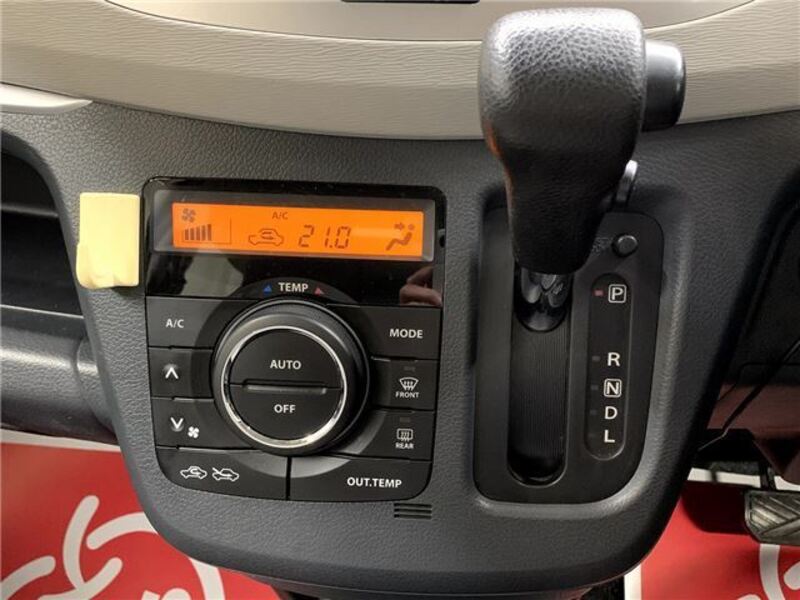 A/C
21.0
TEMP
A/C
MODE
AUTO
OFF
FRONT
REAR
OUT.TEMP
P
R
N
D
L